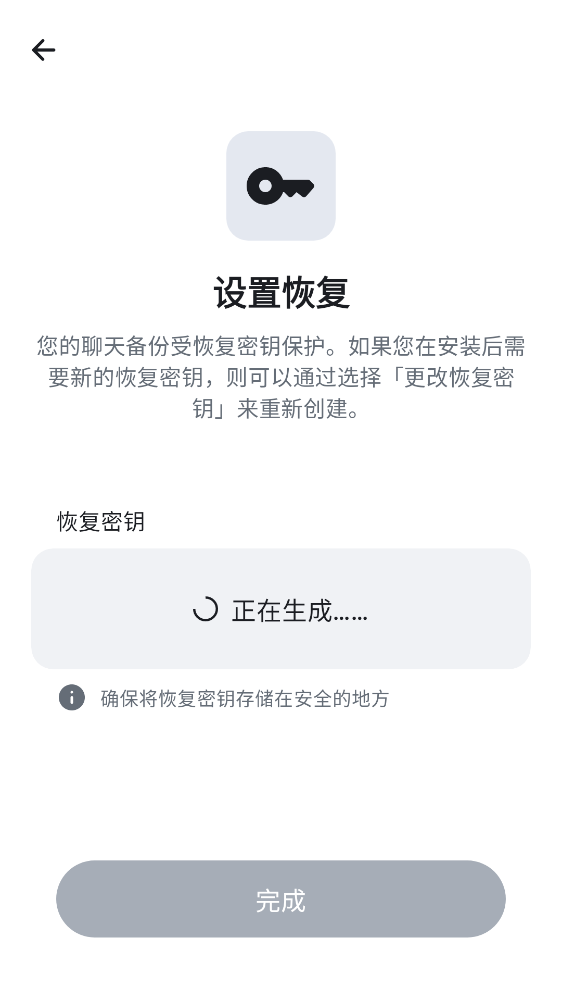 设置恢复
您的聊天备份受恢复密钥保护。如果您在安装后需
要新的恢复密钥，则可以通过选择「更改恢复密
钥」来重新创建。
恢复密钥
正在生成……
确保将恢复密钥存储在安全的地方
完成